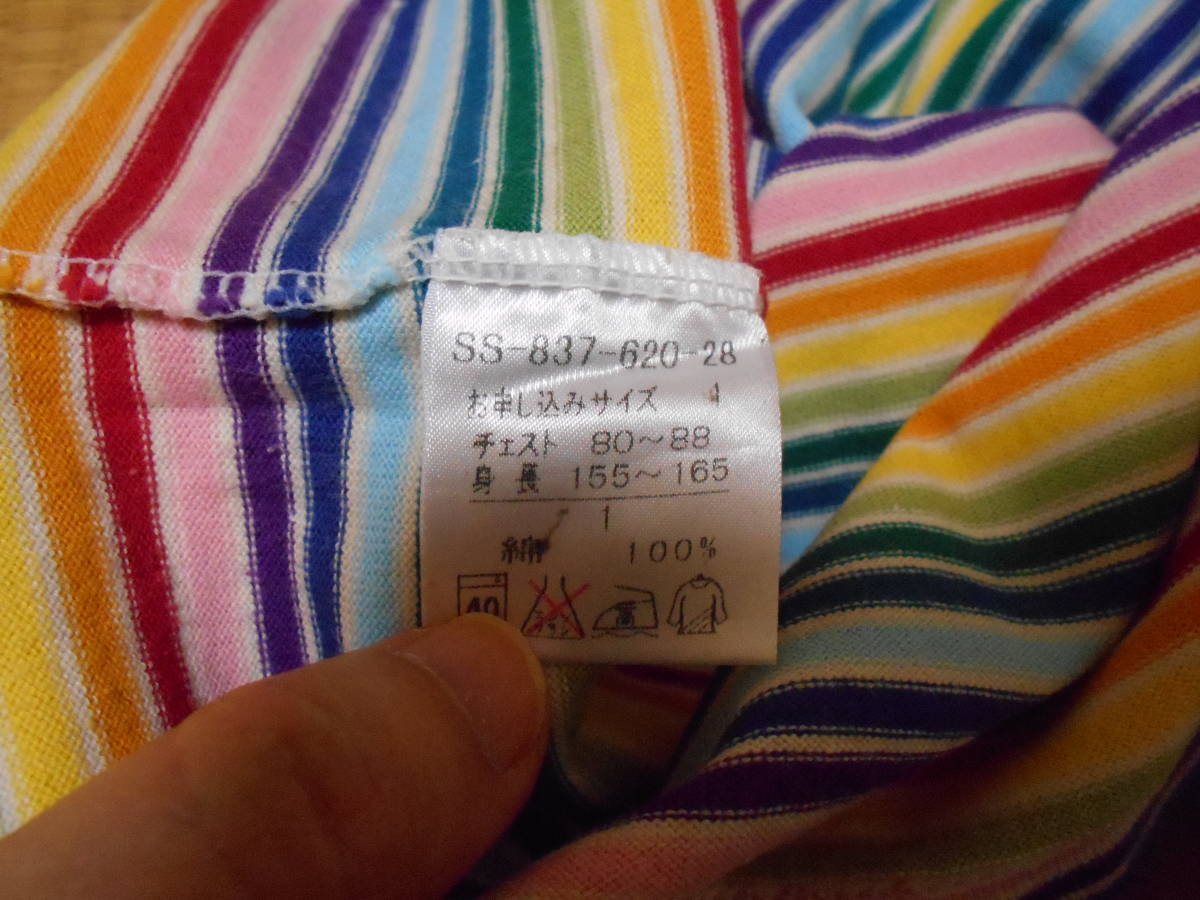 SS-837-620-28
お申し込みサイズ 4
チェスト 80～88
身長 155～165
1
綿 100%
40
高